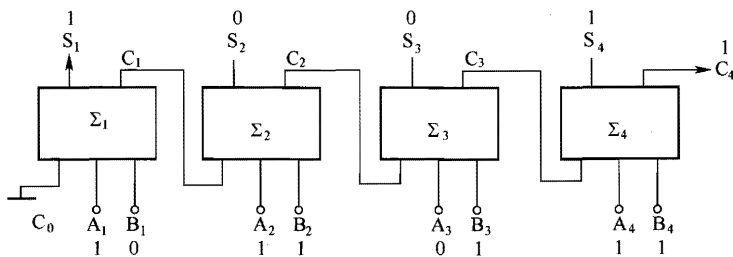 1 0 0 1
S₁ S₂ S₃ S₄ 1
C₁ C₂ C₃ C₄
Σ₁ Σ₂ Σ₃ Σ₄
C₀ A₁ B₁ A₂ B₂ A₃ B₃ A₄ B₄
1 0 1 1 0 1 1 1